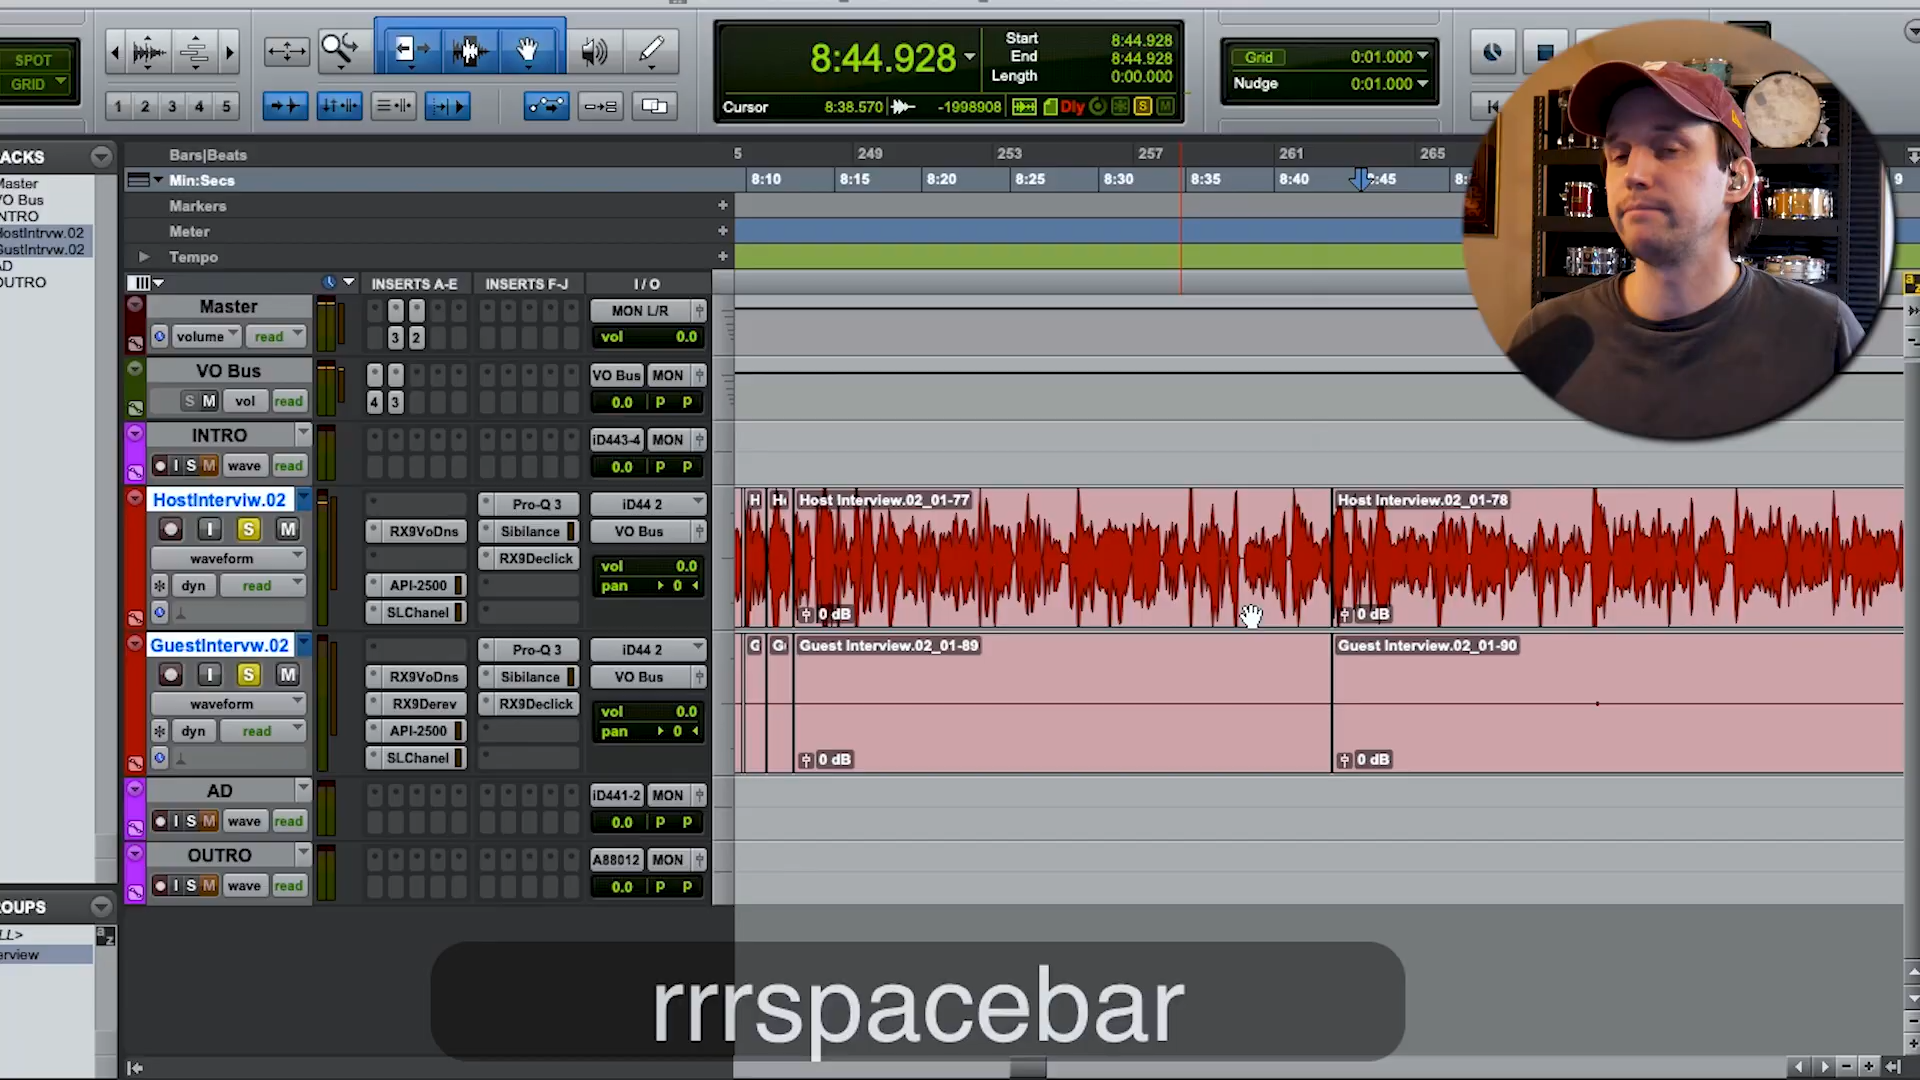 SPOT
GRID
1 2 3 4 5
8:44.928
Start 8:44.928
End 8:44.928
Length 0:00.000
Cursor 8:38.570 -1998908 Dly S M
Grid 0:01.000
Nudge 0:01.000
ACKS
Master
VO Bus
NTRO
HostIntrvw.02
GustIntrvw.02
AD
OUTRO
Bars|Beats 5 249 253 257 261 265
Min:Secs 8:10 8:15 8:20 8:25 8:30 8:35 8:40 :45 8: 9
Markers +
Meter +
Tempo +
INSERTS A-E INSERTS F-J I / O
Master MON L/R
volume read 3 2 vol 0.0
VO Bus VO Bus MON
S M vol read 4 3 0.0 P P
INTRO iD443-4 MON
I S M wave read 0.0 P P
HostInterviw.02 Pro-Q 3 iD44 2
I S M RX9VoDns Sibilance VO Bus
waveform RX9Declick vol 0.0
dyn read API-2500 pan 0
SLChanel
H H Host Interview.02_01-77 Host Interview.02_01-78
0 dB 0 dB
GuestIntervw.02 Pro-Q 3 iD44 2
I S M RX9VoDns Sibilance VO Bus
waveform RX9Derev RX9Declick vol 0.0
dyn read API-2500 pan 0
SLChanel
G G Guest Interview.02_01-89 Guest Interview.02_01-90
0 dB 0 dB
AD iD441-2 MON
I S M wave read 0.0 P P
OUTRO A88012 MON
I S M wave read 0.0 P P
OUPS
LL>
erview
a z
rrrspacebar